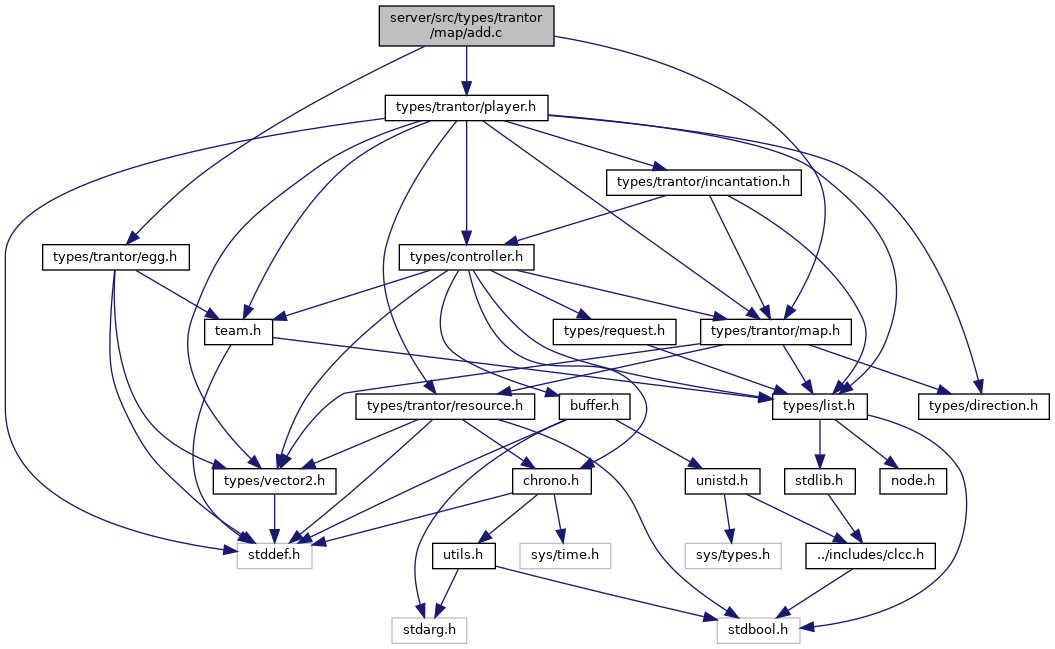 server/src/types/trantor
/map/add.c
types/trantor/player.h
types/trantor/incantation.h
types/trantor/egg.h
types/controller.h
team.h
types/request.h
types/trantor/map.h
types/trantor/resource.h
buffer.h
types/list.h
types/direction.h
types/vector2.h
chrono.h
unistd.h
stdlib.h
node.h
stddef.h
utils.h
sys/time.h
sys/types.h
../includes/clcc.h
stdarg.h
stdbool.h